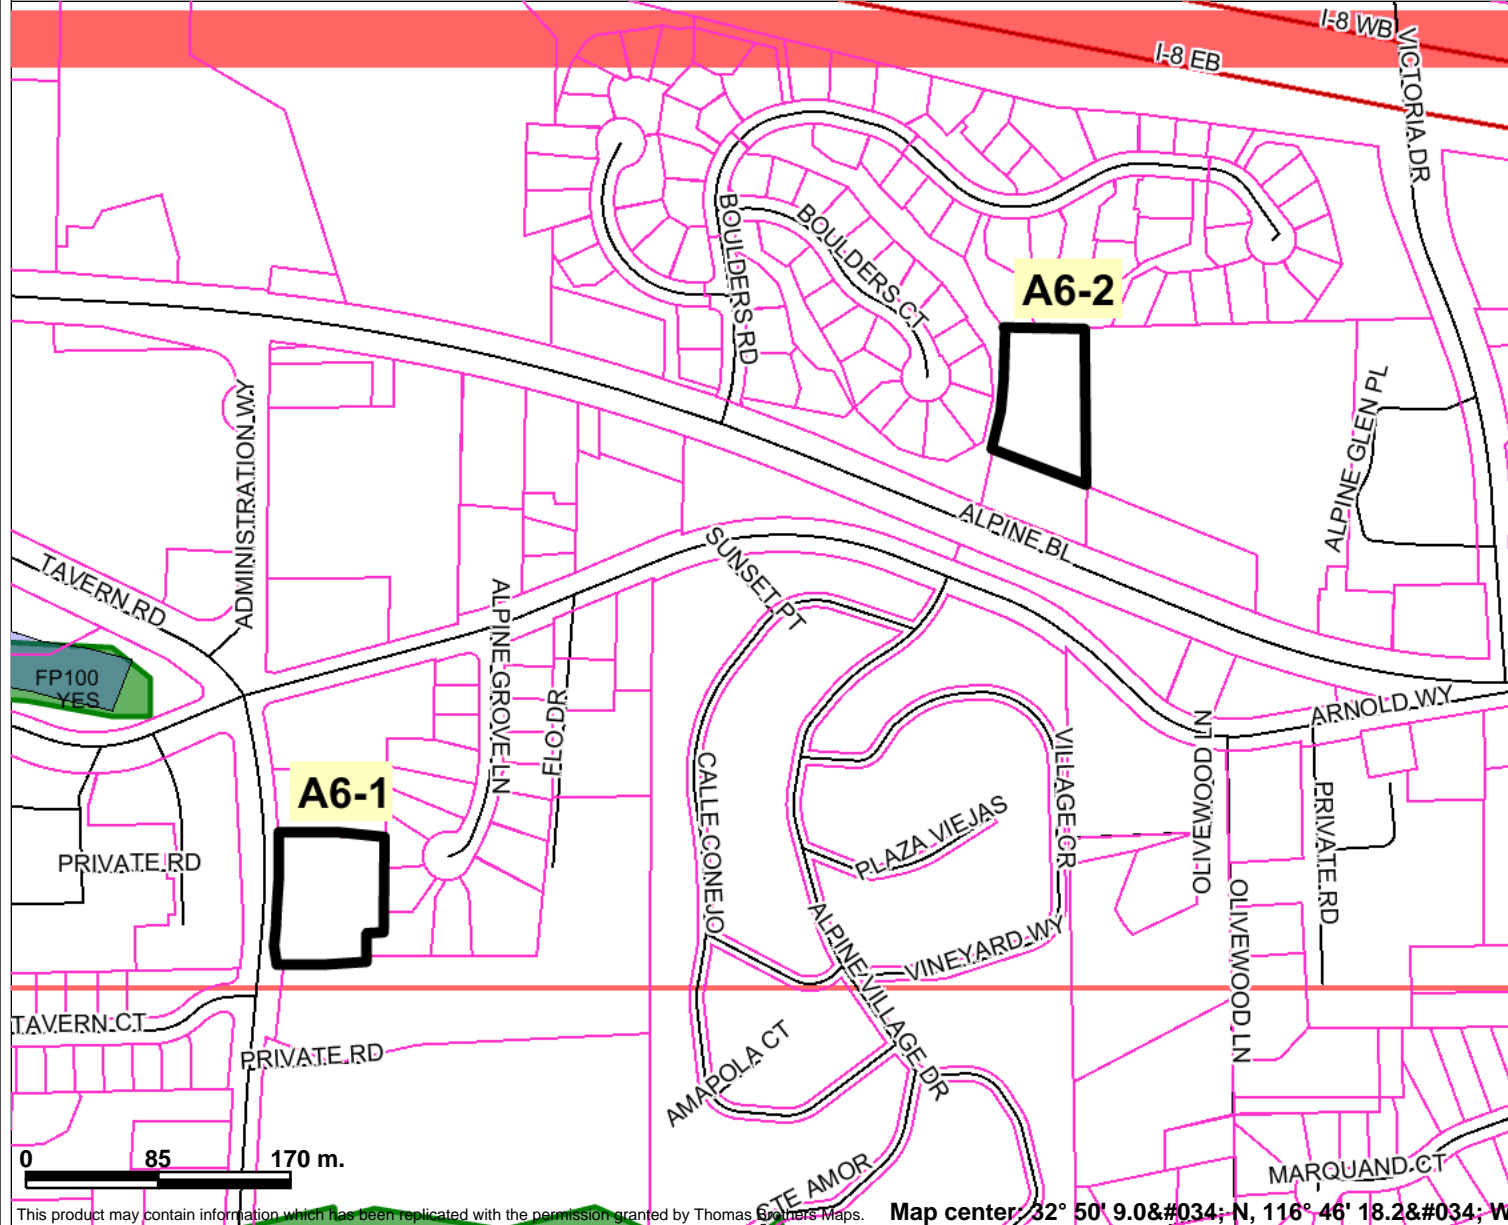 I-8 WB
I-8 EB
VICTORIA DR
BOULDERS RD
BOULDERS CT
A6-2
ALPINE GLEN PL
ADMINISTRATION WY
ALPINE BL
TAVERN RD
SUNSET PT
ALPINE GROVE LN
ELO DR
FP100
YES
ARNOLD WY
OLIVEWOOD LN
VILLAGE CR
CALLE CONEJO
A6-1
PLAZA VIEJAS
PRIVATE RD
PRIVATE RD
OLIVEWOOD LN
ALPINE VILLAGE DR
VINEYARD WY
TAVERN CT
PRIVATE RD
AMAPOLA CT
MARQUAND CT
STE AMOR
0 85 170 m.
This product may contain information which has been replicated with the permission granted by Thomas Brothers Maps.
Map center: 32° 50' 9.0&#034; N, 116° 46' 18.2&#034; W